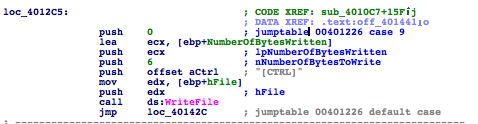 loc_4012C5: ; CODE XREF: sub_4010C7+15F↑j
; DATA XREF: .text:off_401441↓o
push 0 ; jumptable 00401226 case 9
lea ecx, [ebp+NumberOfBytesWritten]
push ecx ; lpNumberOfBytesWritten
push 6 ; nNumberOfBytesToWrite
push offset aCtrl ; "[CTRL]"
mov edx, [ebp+hFile]
push edx ; hFile
call ds:WriteFile
jmp loc_40142C ; jumptable 00401226 default case
; ---------------------------------------------------------------------------